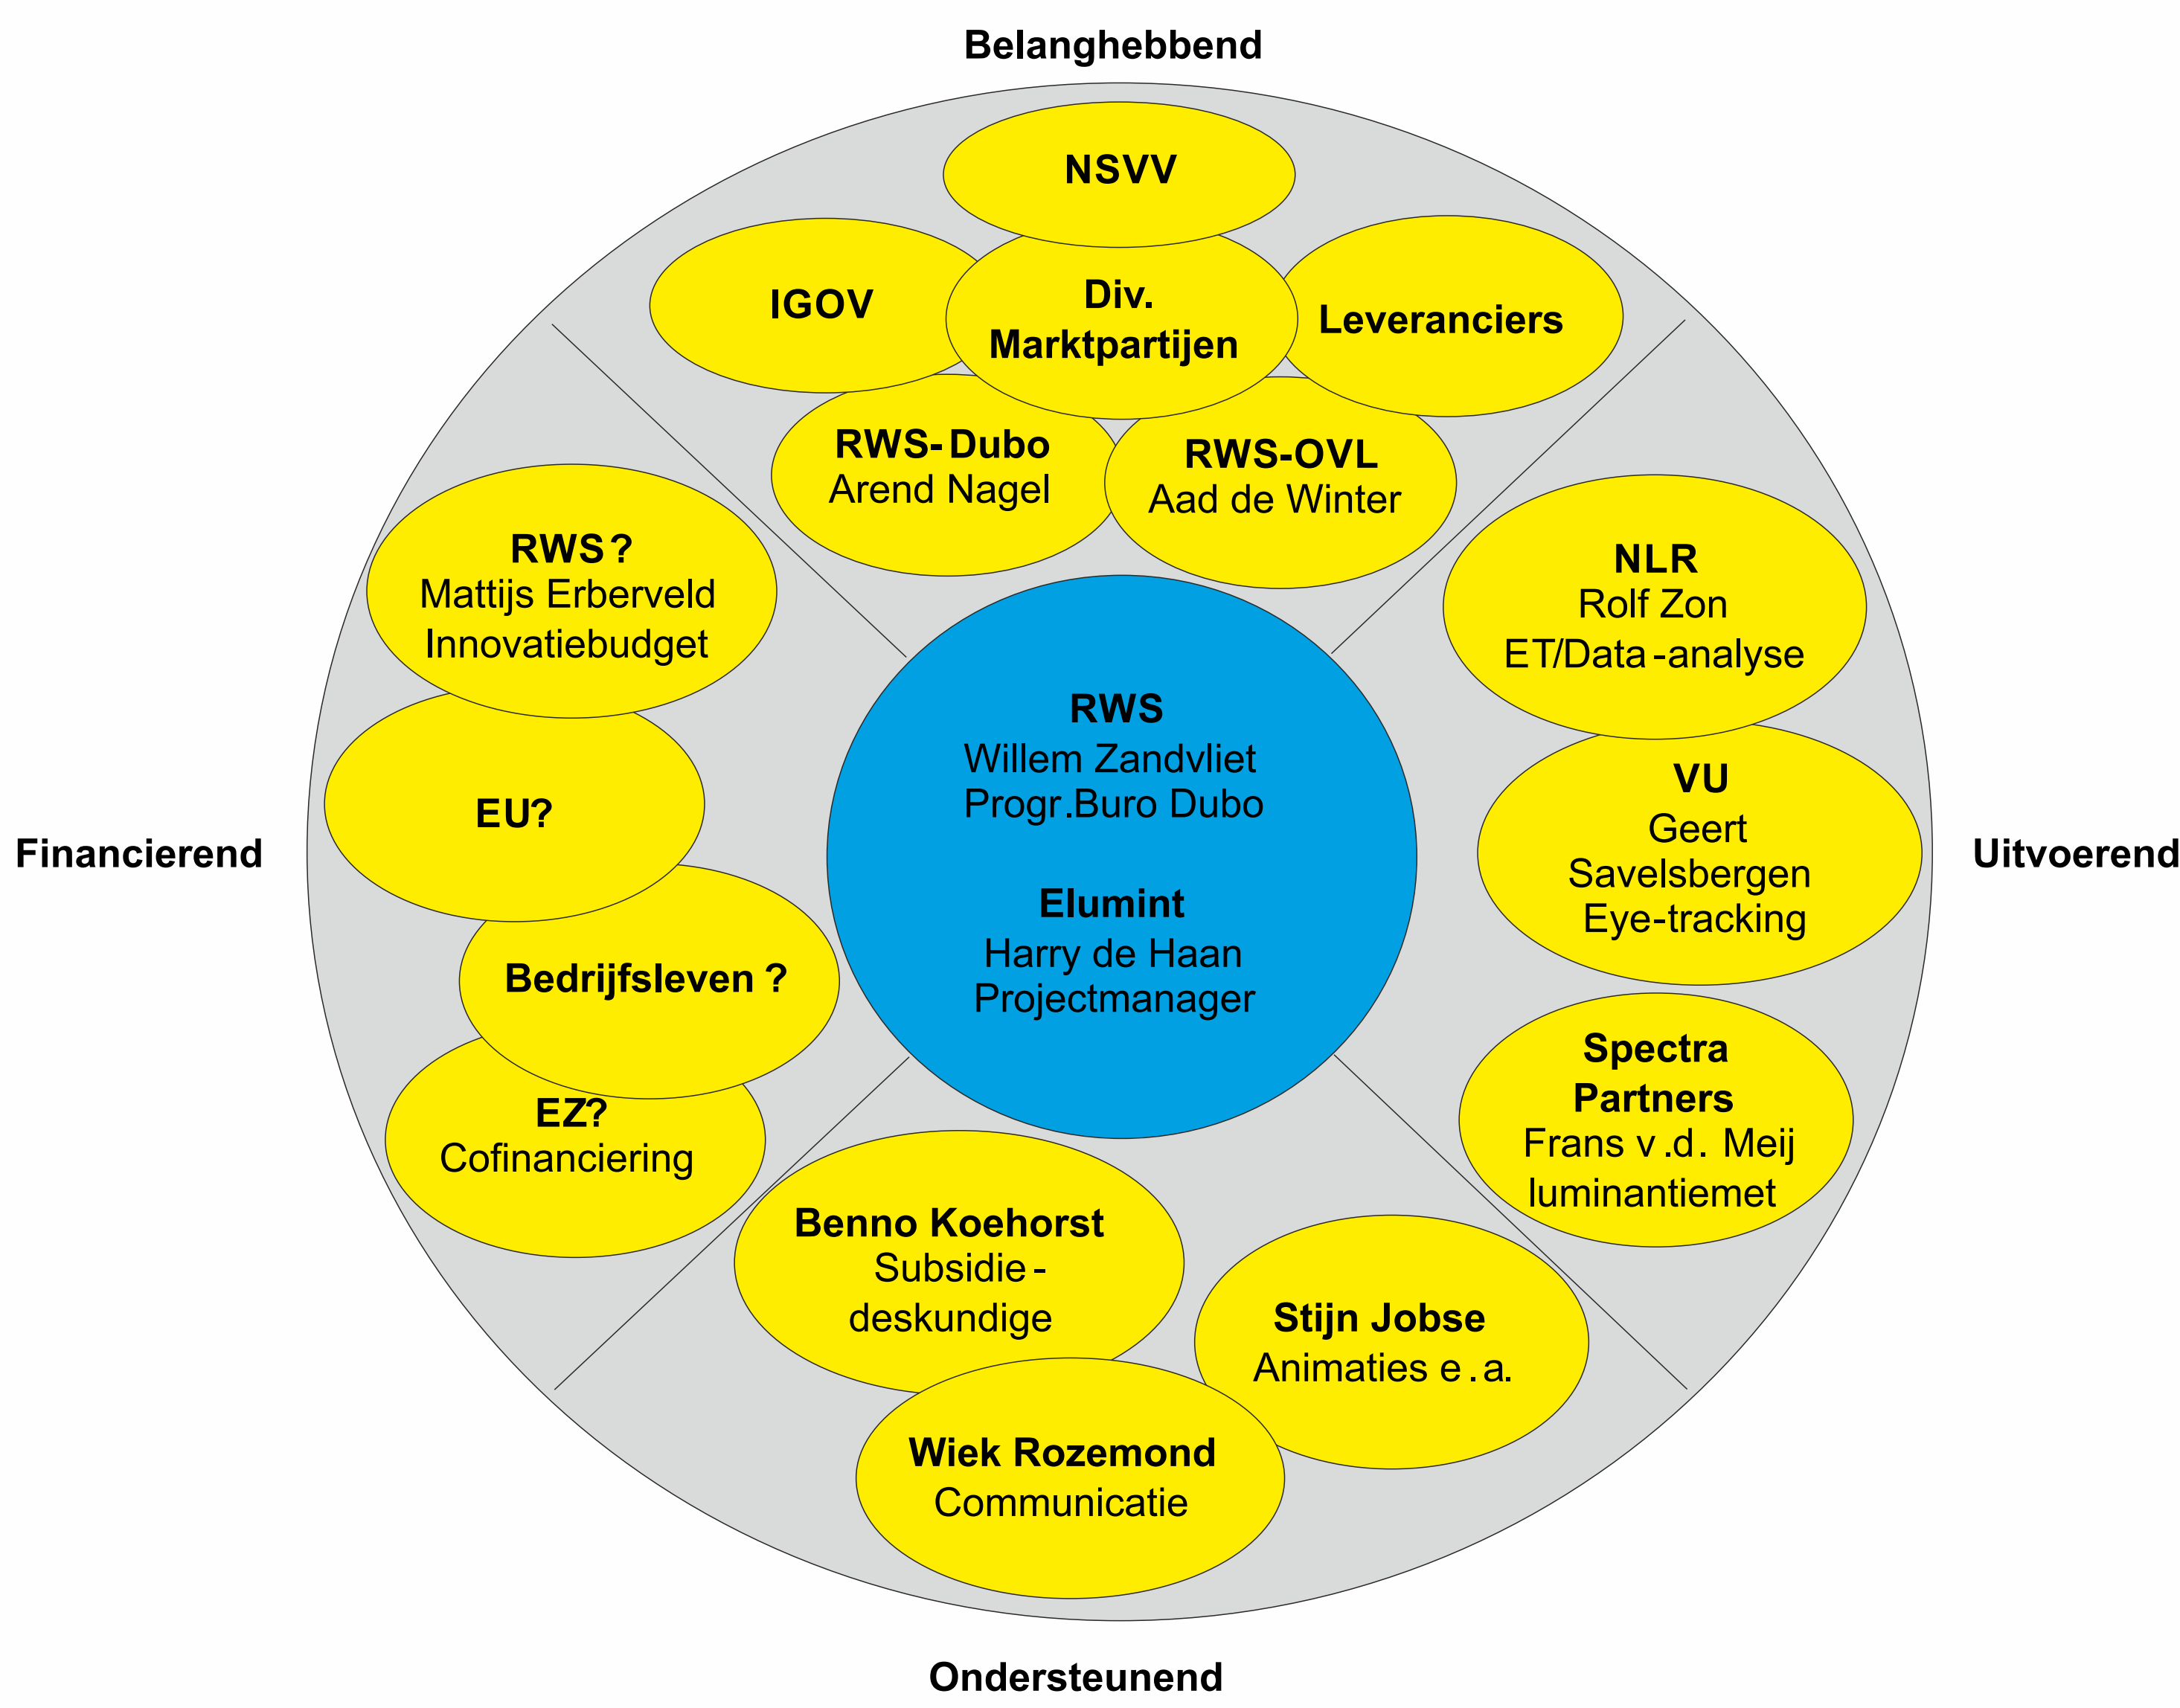 Belanghebbend
NSVV
IGOV
Div.
Marktpartijen
Leveranciers
RWS-Dubo
Arend Nagel
RWS-OVL
Aad de Winter
RWS?
Mattijs Erberveld
Innovatiebudget
NLR
Rolf Zon
ET/Data-analyse
EU?
RWS
Willem Zandvliet
Progr.Buro Dubo
Elumint
Harry de Haan
Projectmanager
VU
Geert
Savelsbergen
Eye-tracking
Financierend
Uitvoerend
Bedrijfsleven?
EZ?
Cofinanciering
Spectra
Partners
Frans v.d. Meij
luminantiemet
Benno Koehorst
Subsidie-
deskundige
Stijn Jobse
Animaties e.a.
Wiek Rozemond
Communicatie
Ondersteunend